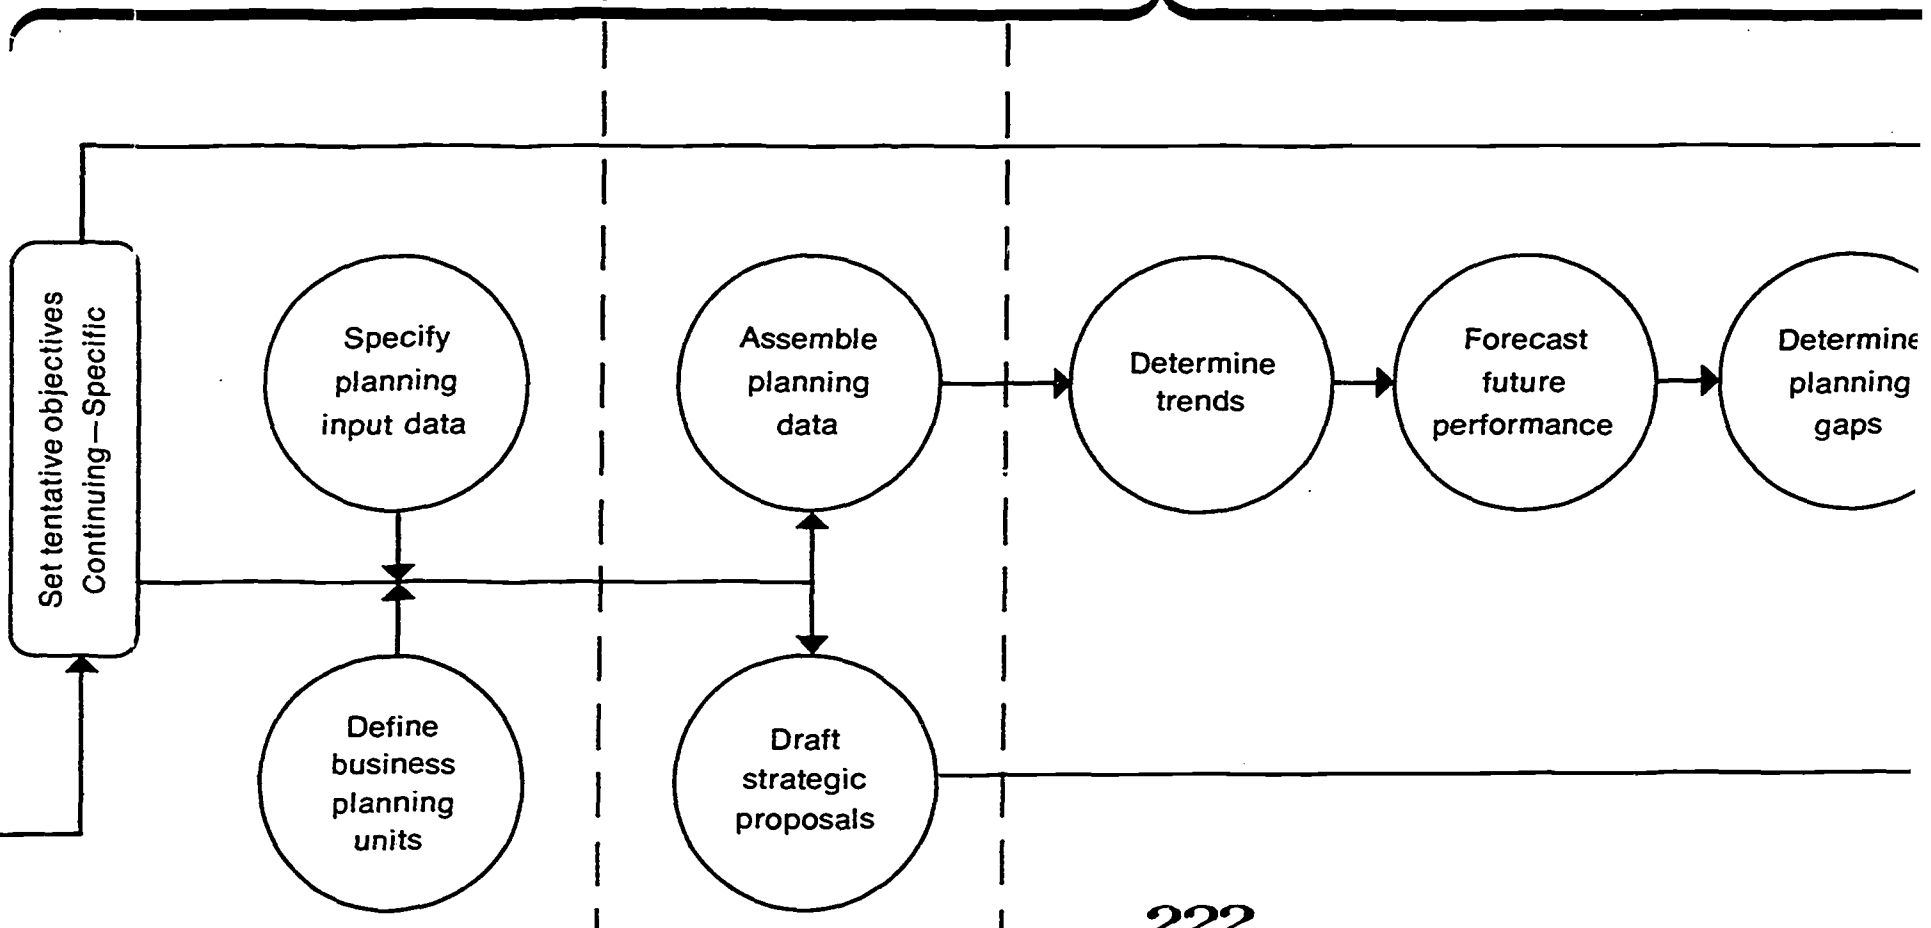 Set tentative objectives
Continuing—Specific
Specify
planning
input data
Define
business
planning
units
Assemble
planning
data
Draft
strategic
proposals
Determine
trends
Forecast
future
performance
Determine
planning
gaps
222